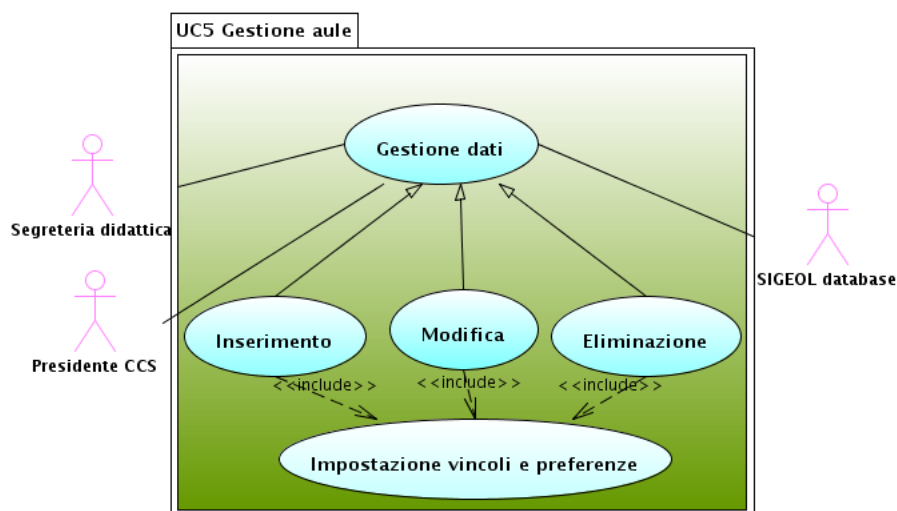 UC5 Gestione aule
Gestione dati
Segreteria didattica
SIGEOL database
Presidente CCS
Inserimento
Modifica
Eliminazione
<<include>>
<<include>>
<<include>>
Impostazione vincoli e preferenze